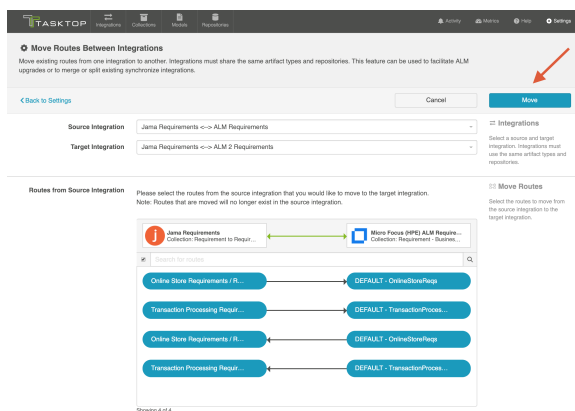 TASKTOP
Integrations
Collections
Models
Repositories
Activity
Metrics
Help
Settings
Move Routes Between Integrations
Move existing routes from one integration to another. Integrations must share the same artifact types and repositories. This feature can be used to facilitate ALM
upgrades or to merge or split existing synchronize integrations.
Back to Settings
Cancel
Move
Source Integration
Jama Requirements <--> ALM Requirements
Target Integration
Jama Requirements <--> ALM 2 Requirements
Integrations
Select a source and target
integration. Integrations must
use the same artifact types and
repositories.
Routes from Source Integration
Please select the routes from the source integration that you would like to move to the target integration.
Note: Routes that are moved will no longer exist in the source integration.
Move Routes
Select the routes to move from
the source integration to the
target integration.
Jama Requirements
Collection: Requirement to Requir...
Micro Focus (HPE) ALM Require...
Collection: Requirement - Busines...
Search for routes
Online Store Requirements / R...
DEFAULT - OnlineStoreReqs
Transaction Processing Requir...
DEFAULT - TransactionProces...
Online Store Requirements / R...
DEFAULT - OnlineStoreReqs
Transaction Processing Requir...
DEFAULT - TransactionProces...
Showing 4 of 4